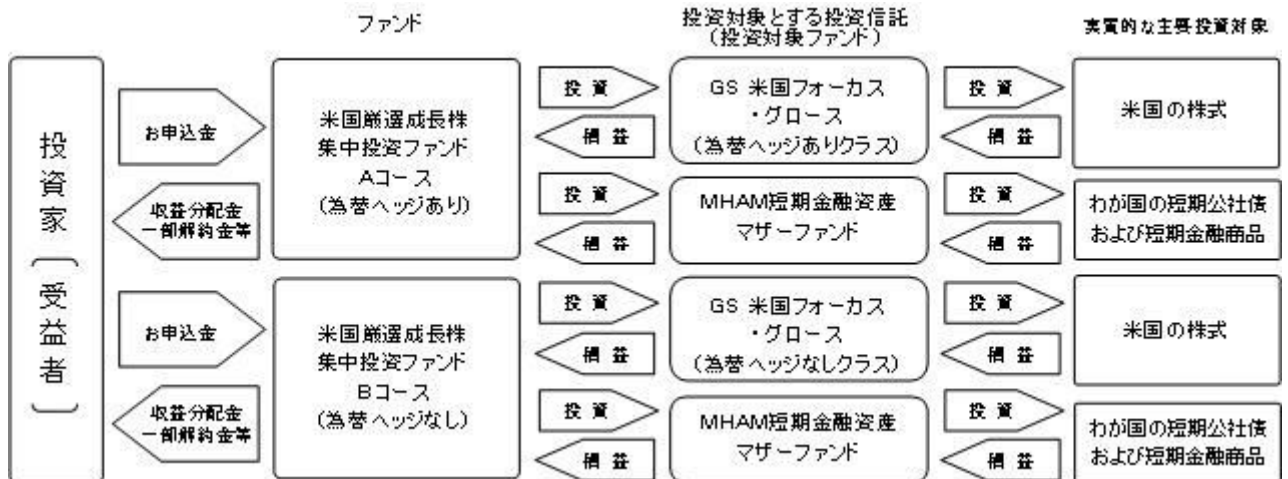 ファンド
投資対象とする投資信託
(投資対象ファンド)
実質的な主要投資対象
投資家
(受益者)
お申込金
収益分配金
一部解約金等
米国厳選成長株
集中投資ファンド
Aコース
(為替ヘッジあり)
投資
損益
GS 米国フォーカス
・グロース
(為替ヘッジありクラス)
投資
損益
米国の株式
投資
損益
MHAM短期金融資産
マザーファンド
投資
損益
わが国の短期公社債
および短期金融商品
お申込金
収益分配金
一部解約金等
米国厳選成長株
集中投資ファンド
Bコース
(為替ヘッジなし)
投資
損益
GS 米国フォーカス
・グロース
(為替ヘッジなしクラス)
投資
損益
米国の株式
投資
損益
MHAM短期金融資産
マザーファンド
投資
損益
わが国の短期公社債
および短期金融商品